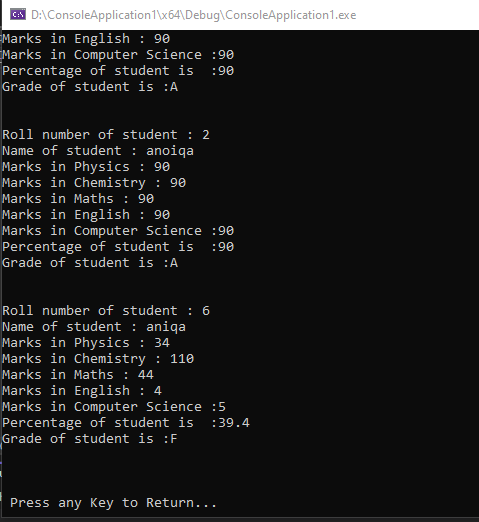 D:\ConsoleApplication1\x64\Debug\ConsoleApplication1.exe
Marks in English : 90
Marks in Computer Science :90
Percentage of student is  :90
Grade of student is :A
Roll number of student : 2
Name of student : anoiqa
Marks in Physics : 90
Marks in Chemistry : 90
Marks in Maths : 90
Marks in English : 90
Marks in Computer Science :90
Percentage of student is  :90
Grade of student is :A
Roll number of student : 6
Name of student : aniqa
Marks in Physics : 34
Marks in Chemistry : 110
Marks in Maths : 44
Marks in English : 4
Marks in Computer Science :5
Percentage of student is  :39.4
Grade of student is :F
Press any Key to Return...